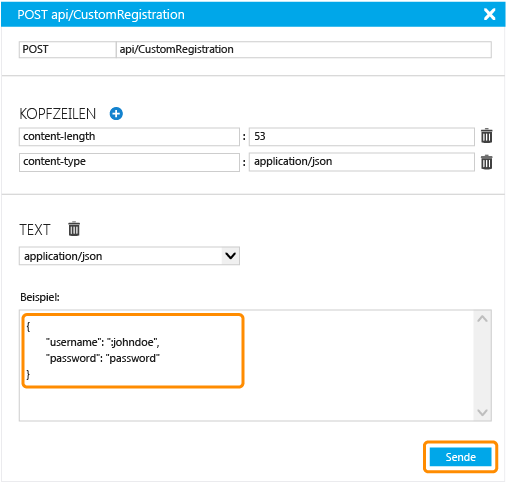 POST api/CustomRegistration
POST api/CustomRegistration
KOPFZEILEN
content-length : 53
content-type : application/json
TEXT
application/json
Beispiel:
{
"username": ":johndoe",
"password": "password"
}
Sende